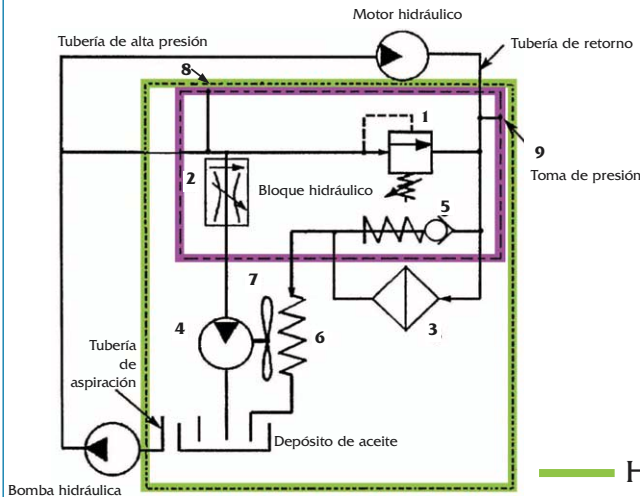 Motor hidráulico
Tubería de alta presión
Tubería de retorno
8
1
9
Toma de presión
2
Bloque hidráulico
5
7
4
6
3
Tubería
de
aspiración
Depósito de aceite
Bomba hidráulica
H